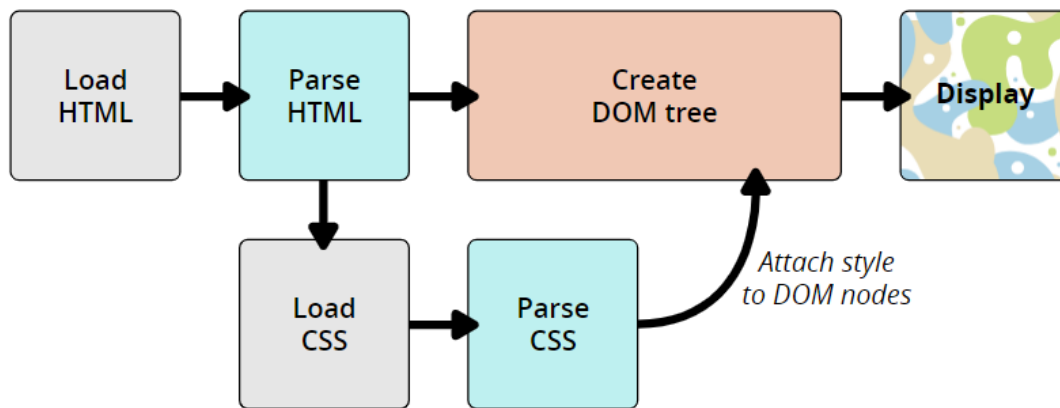 Load
HTML
Parse
HTML
Create
DOM tree
Display
Load
CSS
Parse
CSS
Attach style
to DOM nodes